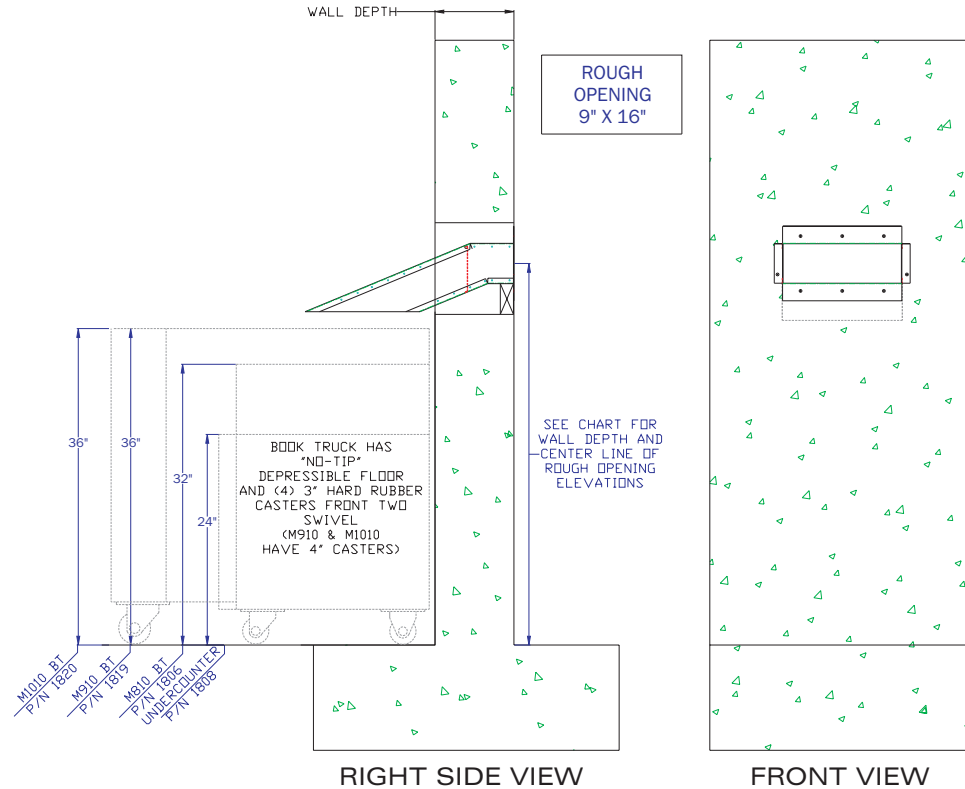 WALL DEPTH
ROUGH
OPENING
9" X 16"
36"
36"
32"
24"
BOOK TRUCK HAS
"NO-TIP"
DEPRESSIBLE FLOOR
AND (4) 3" HARD RUBBER
CASTERS FRONT TWO
SWIVEL
(M910 & M1010
HAVE 4" CASTERS)
SEE CHART FOR
WALL DEPTH AND
CENTER LINE OF
ROUGH OPENING
ELEVATIONS
M1010 BT
P/N 1820
M910 BT
P/N 1819
M810 BT
P/N 1806
UNDERCOUNTER
P/N 1808
RIGHT SIDE VIEW
FRONT VIEW